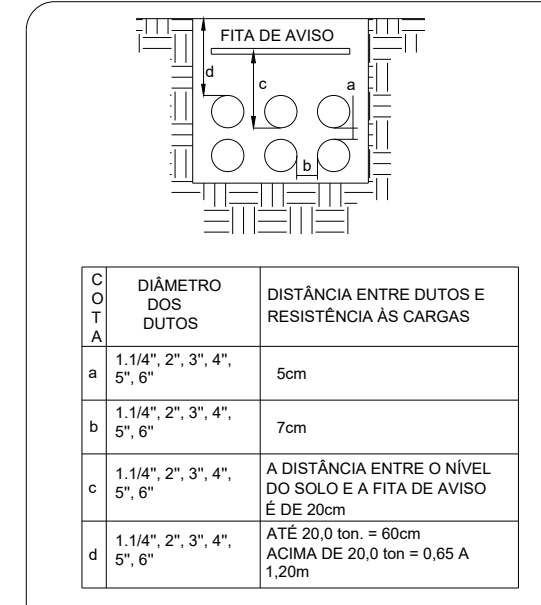 FITA DE AVISO
d
c
a
b
COTA
DIÂMETRO
DOS
DUTOS
DISTÂNCIA ENTRE DUTOS E
RESISTÊNCIA ÀS CARGAS
a
1.1/4", 2", 3", 4",
5", 6"
5cm
b
1.1/4", 2", 3", 4",
5", 6"
7cm
c
1.1/4", 2", 3", 4",
5", 6"
A DISTÂNCIA ENTRE O NÍVEL
DO SOLO E A FITA DE AVISO
É DE 20cm
d
1.1/4", 2", 3", 4",
5", 6"
ATÉ 20,0 ton. = 60cm
ACIMA DE 20,0 ton = 0,65 A
1,20m